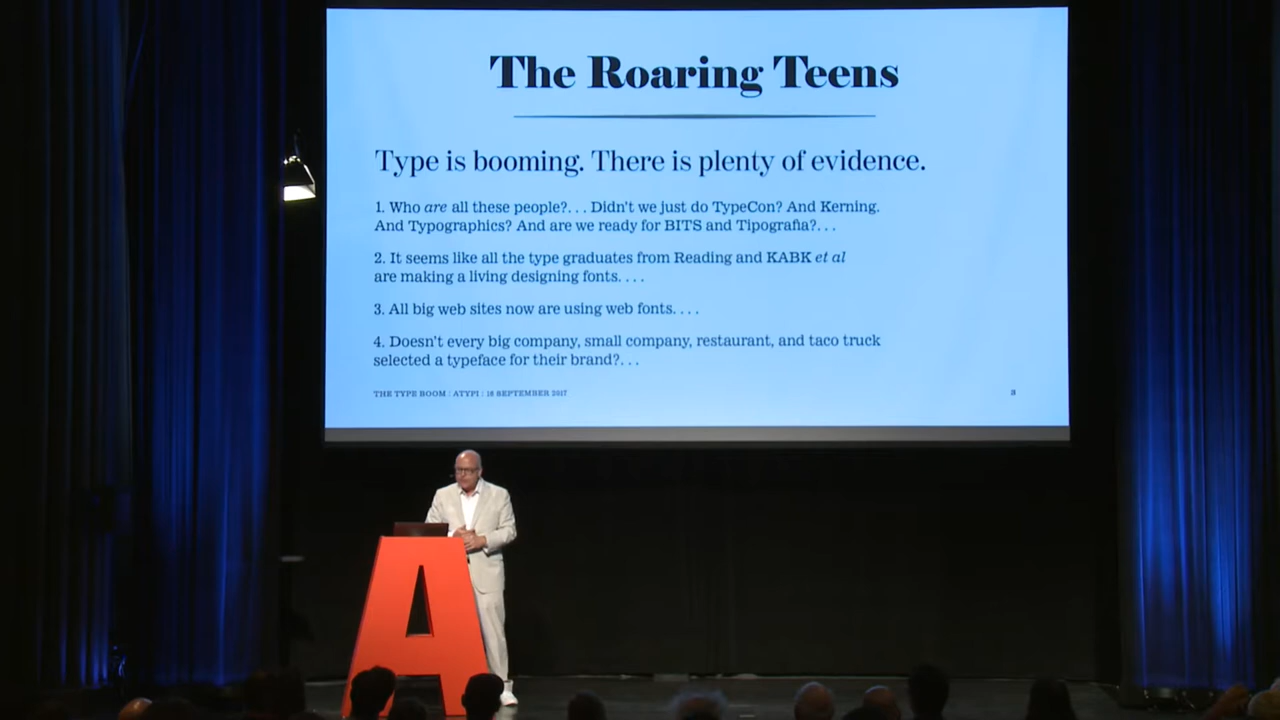 The Roaring Teens
Type is booming. There is plenty of evidence.
1. Who are all these people?. . . Didn't we just do TypeCon? And Kerning.
And Typographics? And are we ready for BITS and Tipografia?. . .
2. It seems like all the type graduates from Reading and KABK et al
are making a living designing fonts. . . .
3. All big web sites now are using web fonts. . . .
4. Doesn't every big company, small company, restaurant, and taco truck
selected a typeface for their brand?. . .
THE TYPE BOOM : ATYPI : 16 SEPTEMBER 2017
A